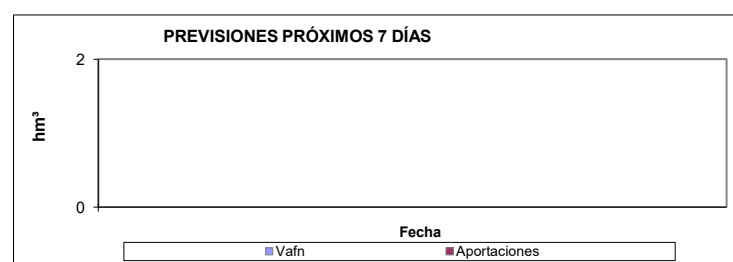 PREVISIONES PRÓXIMOS 7 DÍAS
2
hm³
0
Fecha
Vafn Aportaciones